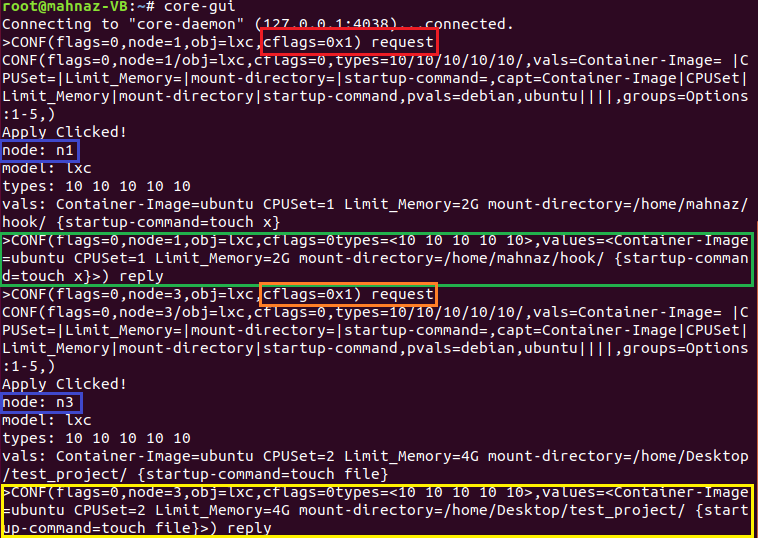 root@mahnaz-VB:~# core-gui
Connecting to "core-daemon" (127.0.0.1:4038)...connected.
>CONF(flags=0,node=1,obj=lxc,cflags=0x1) request
CONF(flags=0,node=1/obj=lxc,cflags=0,types=10/10/10/10/10/,vals=Container-Image= |C
PUSet=|Limit_Memory=|mount-directory=|startup-command=,capt=Container-Image|CPUSet|
Limit_Memory|mount-directory|startup-command,pvals=debian,ubuntu||||,groups=Options
:1-5,)
Apply Clicked!
node: n1
model: lxc
types: 10 10 10 10 10
vals: Container-Image=ubuntu CPUSet=1 Limit_Memory=2G mount-directory=/home/mahnaz/
hook/ {startup-command=touch x}
>CONF(flags=0,node=1,obj=lxc,cflags=0types=<10 10 10 10 10>,values=<Container-Image
=ubuntu CPUSet=1 Limit_Memory=2G mount-directory=/home/mahnaz/hook/ {startup-comman
d=touch x}>) reply
>CONF(flags=0,node=3,obj=lxc,cflags=0x1) request
CONF(flags=0,node=3/obj=lxc,cflags=0,types=10/10/10/10/10/,vals=Container-Image= |C
PUSet=|Limit_Memory=|mount-directory=|startup-command=,capt=Container-Image|CPUSet|
Limit_Memory|mount-directory|startup-command,pvals=debian,ubuntu||||,groups=Options
:1-5,)
Apply Clicked!
node: n3
model: lxc
types: 10 10 10 10 10
vals: Container-Image=ubuntu CPUSet=2 Limit_Memory=4G mount-directory=/home/Desktop
/test_project/ {startup-command=touch file}
>CONF(flags=0,node=3,obj=lxc,cflags=0types=<10 10 10 10 10>,values=<Container-Image
=ubuntu CPUSet=2 Limit_Memory=4G mount-directory=/home/Desktop/test_project/ {start
up-command=touch file}>) reply